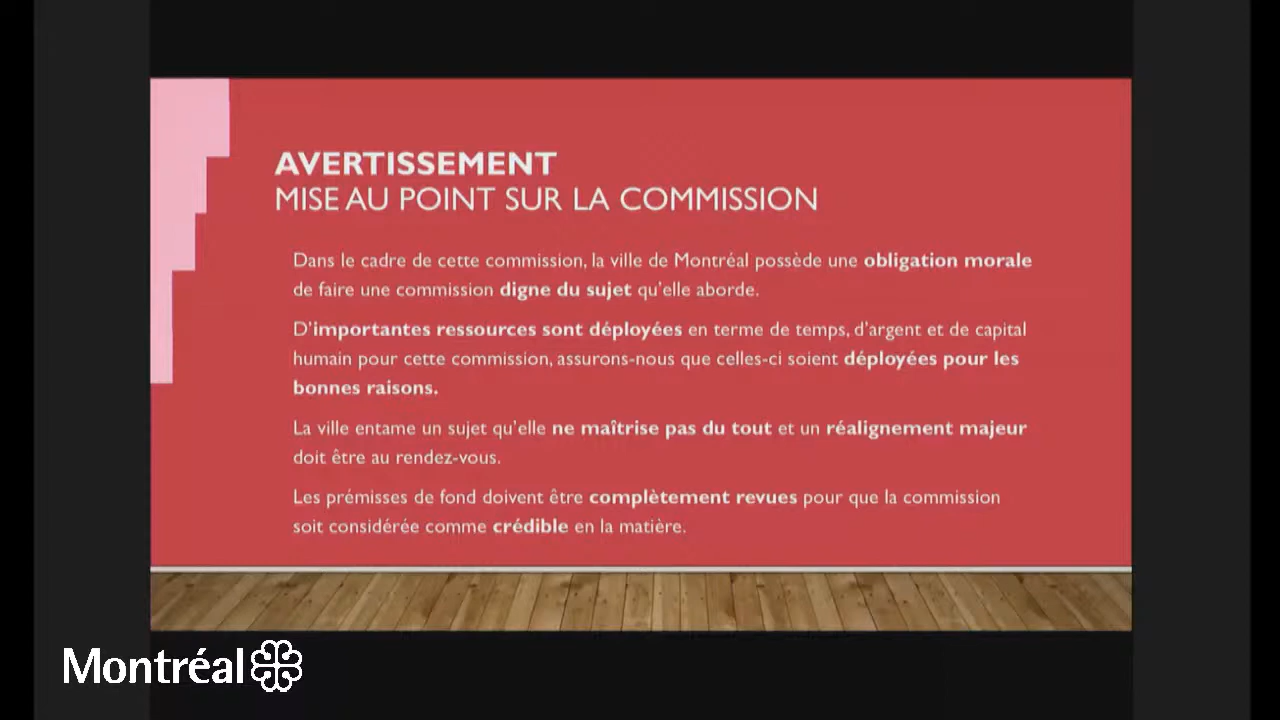 AVERTISSEMENT
MISE AU POINT SUR LA COMMISSION
Dans le cadre de cette commission, la ville de Montréal possède une obligation morale
de faire une commission digne du sujet qu'elle aborde.
D'importantes ressources sont déployées en terme de temps, d'argent et de capital
humain pour cette commission, assurons-nous que celles-ci soient déployées pour les
bonnes raisons.
La ville entame un sujet qu'elle ne maîtrise pas du tout et un réalignement majeur
doit être au rendez-vous.
Les prémisses de fond doivent être complètement revues pour que la commission
soit considérée comme crédible en la matière.
Montréal